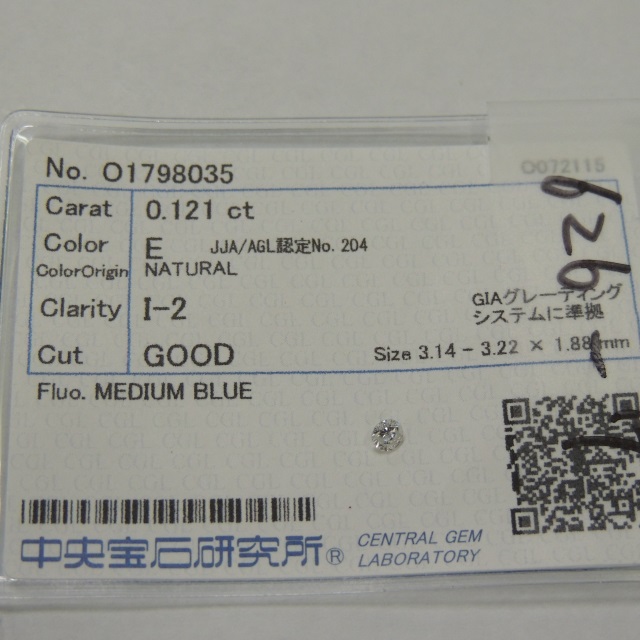 No. O1798035
O072115
Carat 0.121 ct
Color E JJA/AGL認定No. 204
ColorOrigin NATURAL
Clarity I-2
GIAグレーディング
システムに準拠
Cut GOOD Size 3.14 - 3.22 × 1.88mm
Fluo. MEDIUM BLUE
中央宝石研究所® CENTRAL GEM
LABORATORY